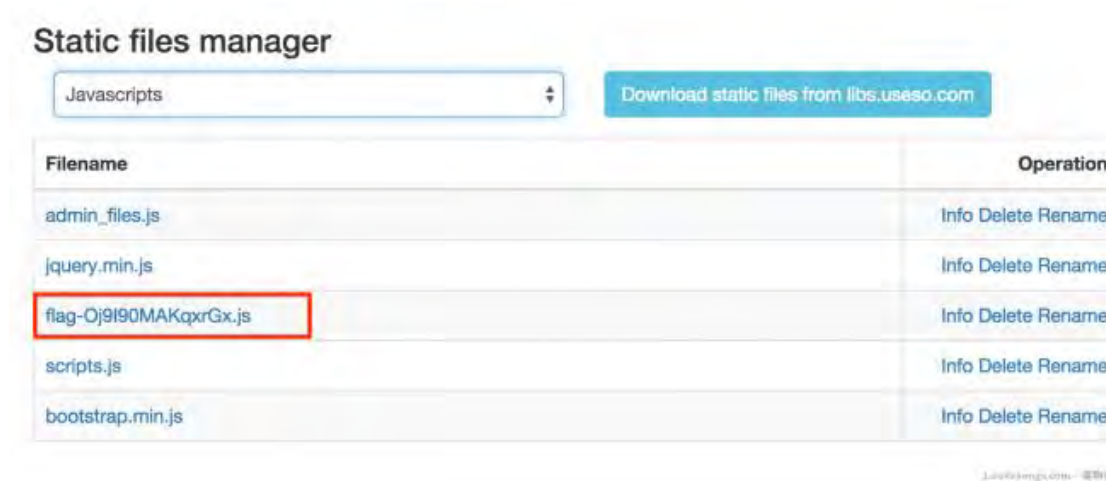 Static files manager
Javascripts
Download static files from libs.useso.com
Filename Operation
admin_files.js Info Delete Rename
jquery.min.js Info Delete Rename
flag-Oj9I90MAKqxrGx.js Info Delete Rename
scripts.js Info Delete Rename
bootstrap.min.js Info Delete Rename